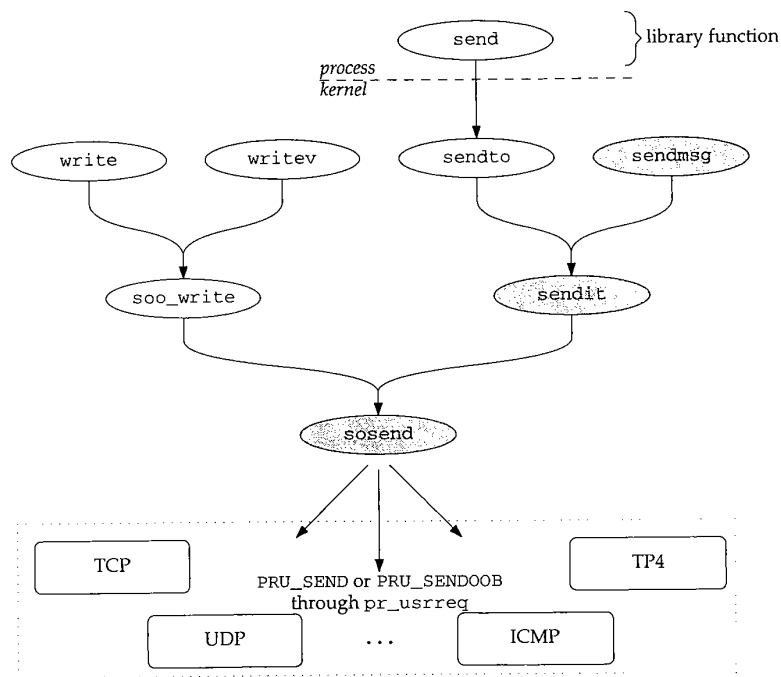 send
library function
process
kernel
write
writev
sendto
sendmsg
soo_write
sendit
sosend
TCP
TP4
PRU_SEND or PRU_SENDOOB
through pr_usrreq
UDP
...
ICMP